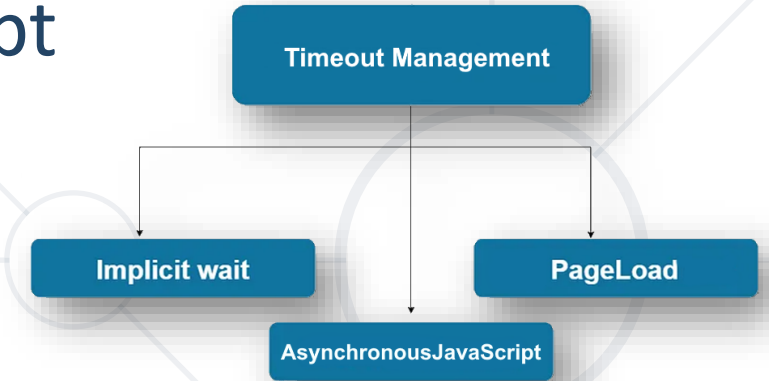 pt
Timeout Management
Implicit wait
PageLoad
AsynchronousJavaScript